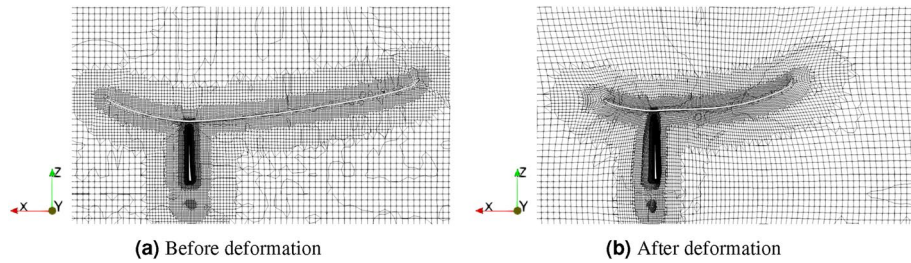 Z
X
Y
Z
X
Y
(a) Before deformation
(b) After deformation